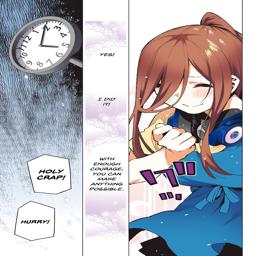 YES!
I DID
IT!
WITH
ENOUGH
COURAGE,
YOU CAN
MAKE
ANYTHING
POSSIBLE.
HOLY
CRAP!
HURRY!